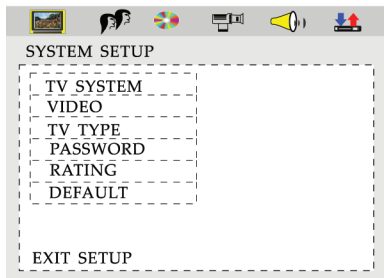 SYSTEM SETUP
TV SYSTEM
VIDEO
TV TYPE
PASSWORD
RATING
DEFAULT
EXIT SETUP